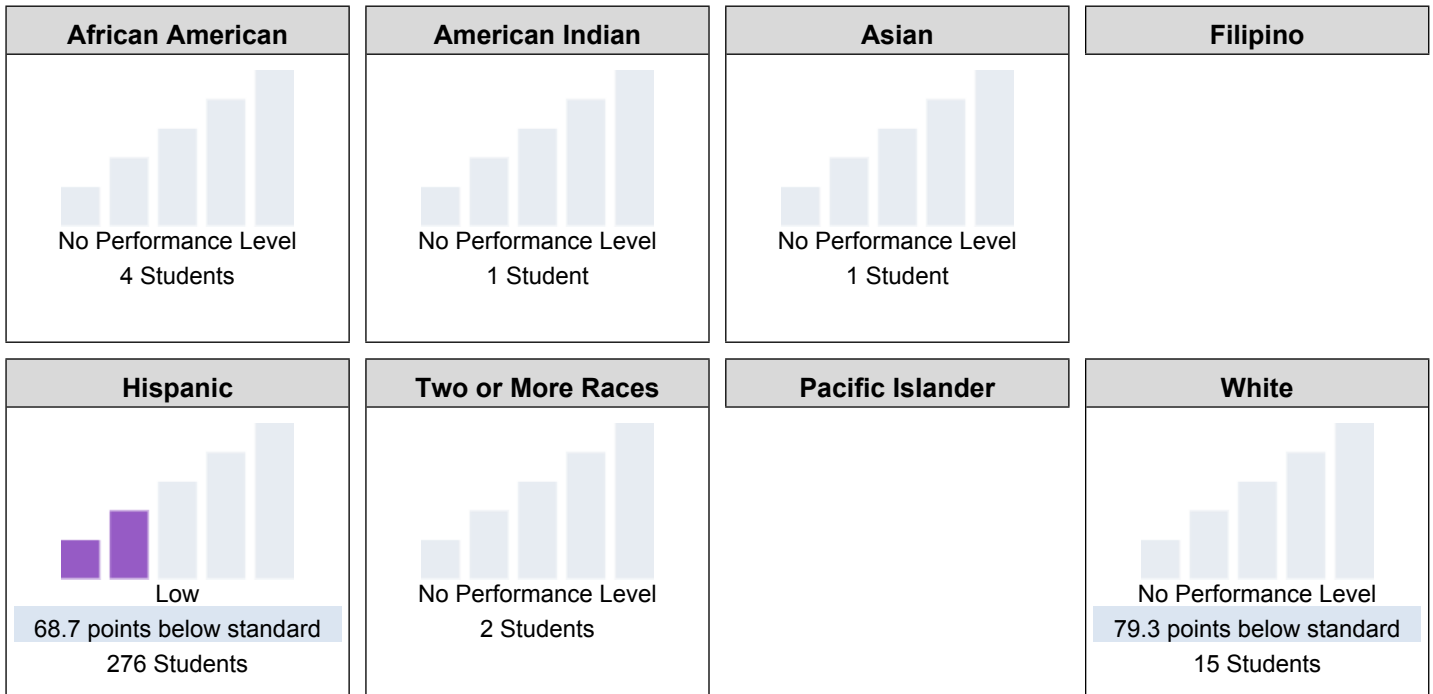 African American
No Performance Level
4 Students
American Indian
No Performance Level
1 Student
Asian
No Performance Level
1 Student
Filipino
Hispanic
Low
68.7 points below standard
276 Students
Two or More Races
No Performance Level
2 Students
Pacific Islander
White
No Performance Level
79.3 points below standard
15 Students